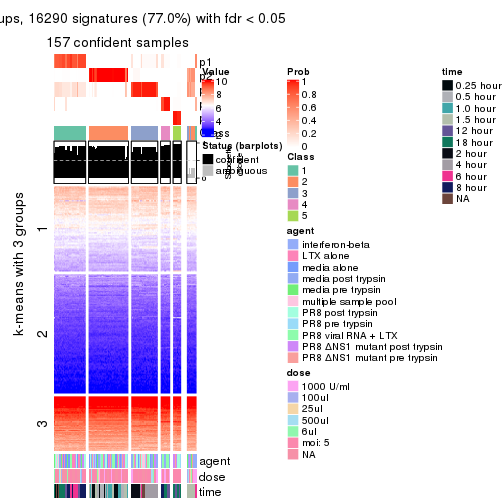 ups, 16290 signatures (77.0%) with fdr < 0.05
157 confident samples
p1
p2
Class
k-means with 3 groups
1
2
3
agent
dose
time
Value
10
8
6
4
2
0
Status (barplots)
confident
ambiguous
Prob
1
0.8
0.6
0.4
0.2
0
Class
1
2
3
4
5
agent
interferon-beta
LTX alone
media alone
media post trypsin
media pre trypsin
multiple sample pool
PR8 post trypsin
PR8 pre trypsin
PR8 viral RNA + LTX
PR8 ΔNS1 mutant post trypsin
PR8 ΔNS1 mutant pre trypsin
dose
1000 U/ml
100ul
25ul
500ul
6ul
moi: 5
NA
time
0.25 hour
0.5 hour
1.0 hour
1.5 hour
12 hour
18 hour
2 hour
4 hour
6 hour
8 hour
NA